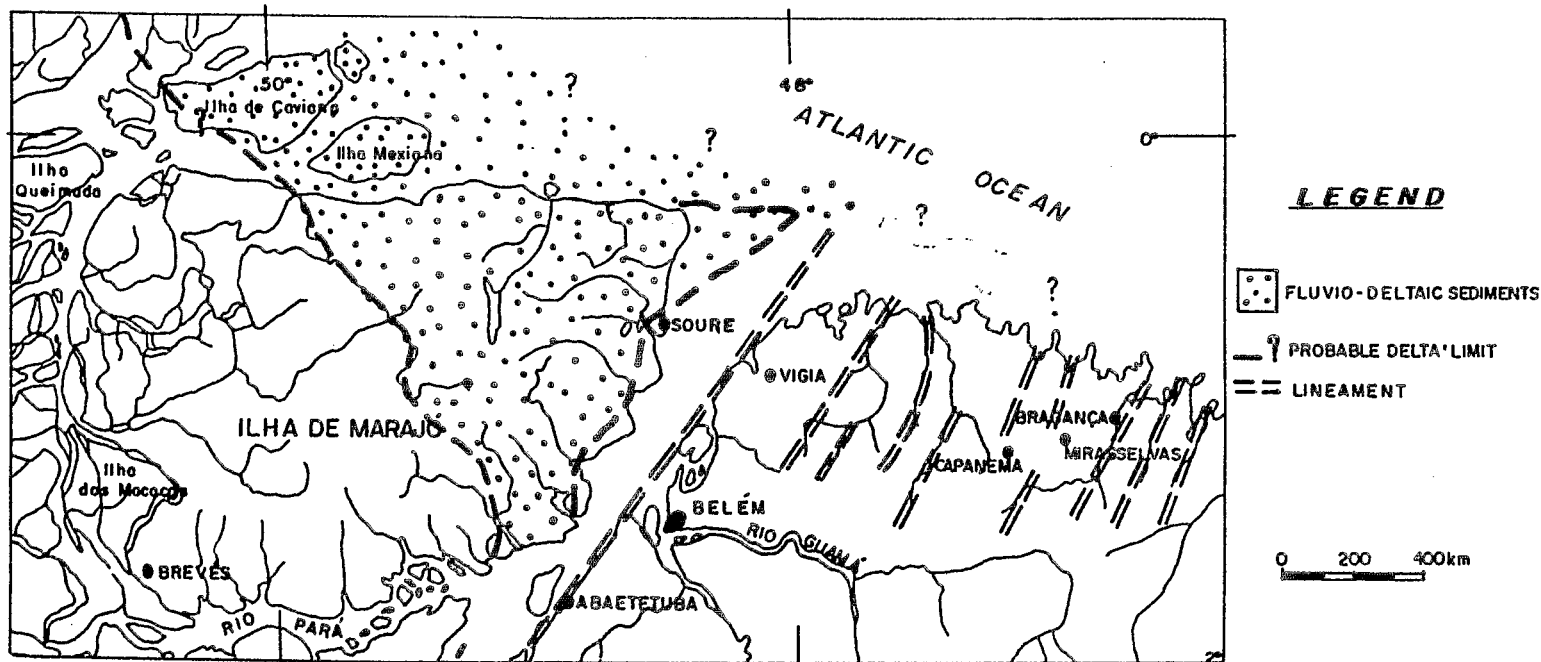 50°
48°
Ilha de Caviana
ATLANTIC OCEAN
0°
?
?
?
Ilha Mexiana
Ilha
Queimada
?
?
SOURE
VIGIA
ILHA DE MARAJÓ
BRAGANÇA
CAPANEMA
MIRASSELVAS
Ilha
das Mococas
BELÉM
RIO GUAMÁ
BREVES
ABAETETUBA
RIO PARÁ
2°
LEGEND
FLUVIO-DELTAIC SEDIMENTS
? PROBABLE DELTA' LIMIT
LINEAMENT
0 200 400km